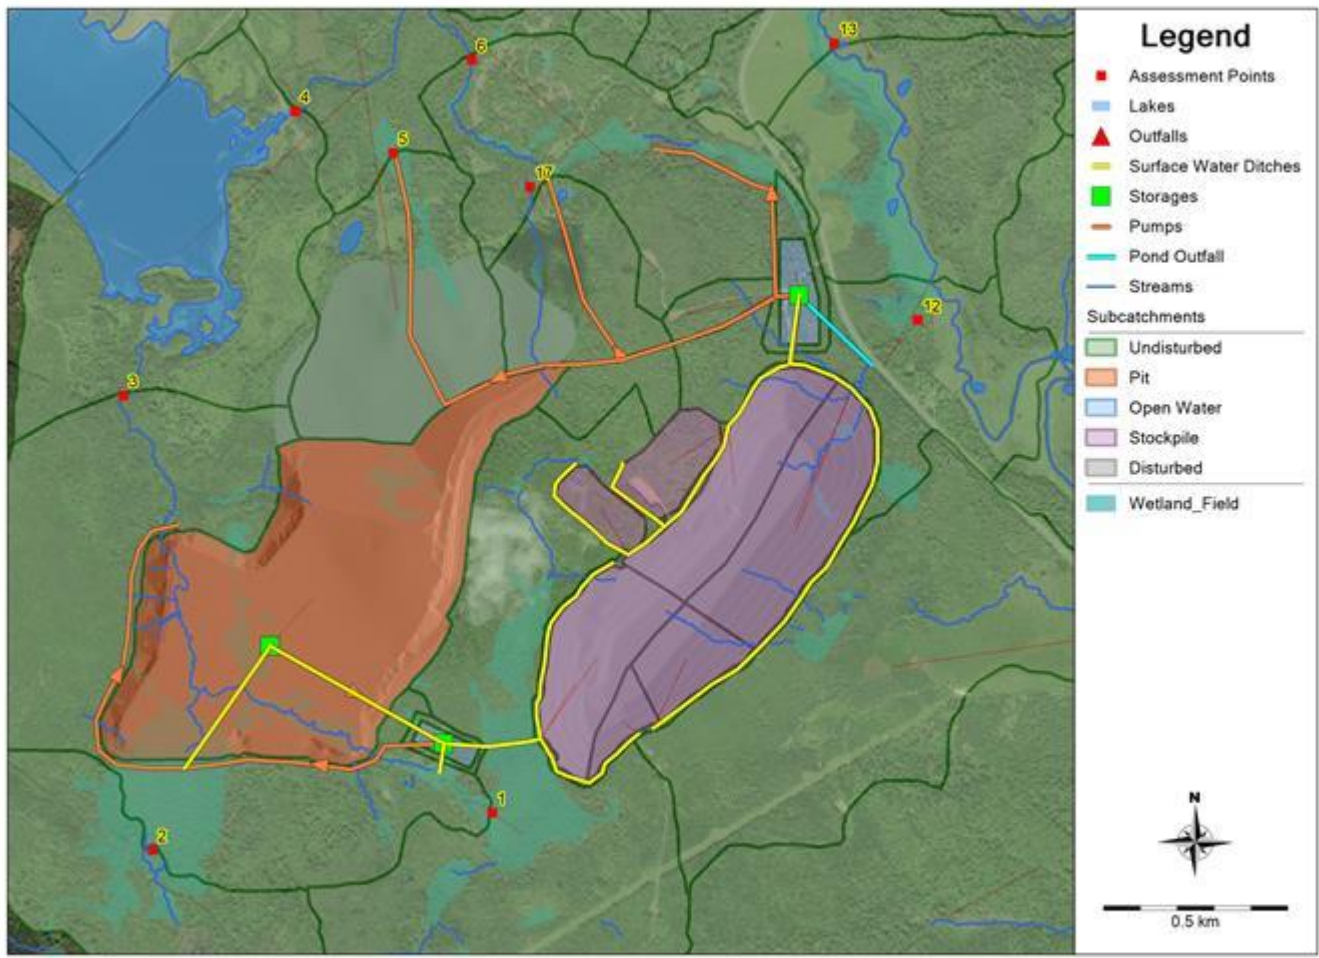 13
6
4
5
17
12
3
1
2
Legend
Assessment Points
Lakes
Outfalls
Surface Water Ditches
Storages
Pumps
Pond Outfall
Streams
Subcatchments
Undisturbed
Pit
Open Water
Stockpile
Disturbed
Wetland_Field
N
0.5 km